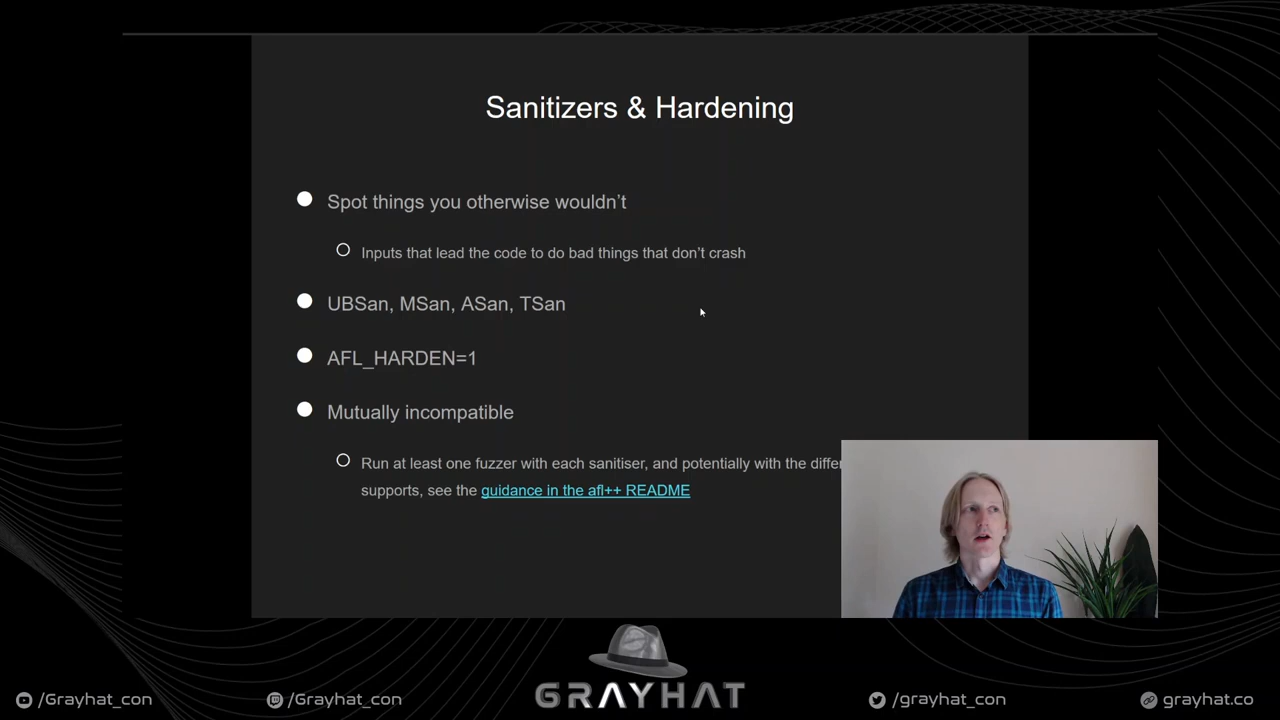 Sanitizers & Hardening
Spot things you otherwise wouldn't
Inputs that lead the code to do bad things that don't crash
UBSan, MSan, ASan, TSan
AFL_HARDEN=1
Mutually incompatible
Run at least one fuzzer with each sanitiser, and potentially with the
supports, see the guidance in the afl++ README
GRAYHAT
/Grayhat_con
/Grayhat_con
/grayhat_con
grayhat.co